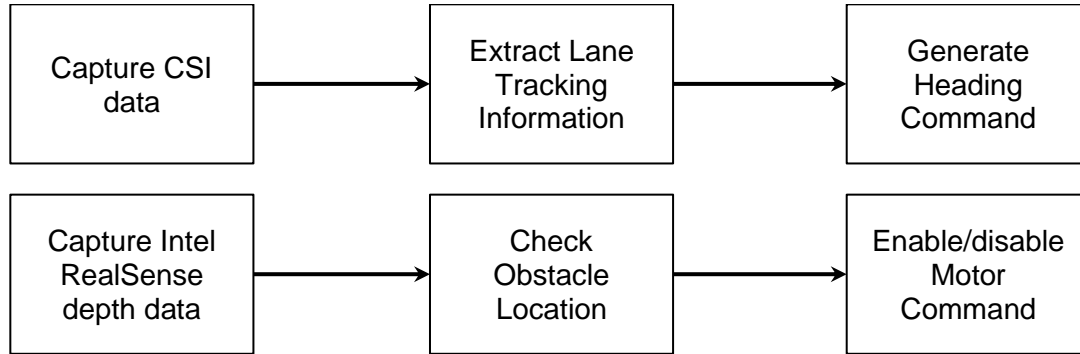 Capture CSI
data
Extract Lane
Tracking
Information
Generate
Heading
Command
Capture Intel
RealSense
depth data
Check
Obstacle
Location
Enable/disable
Motor
Command